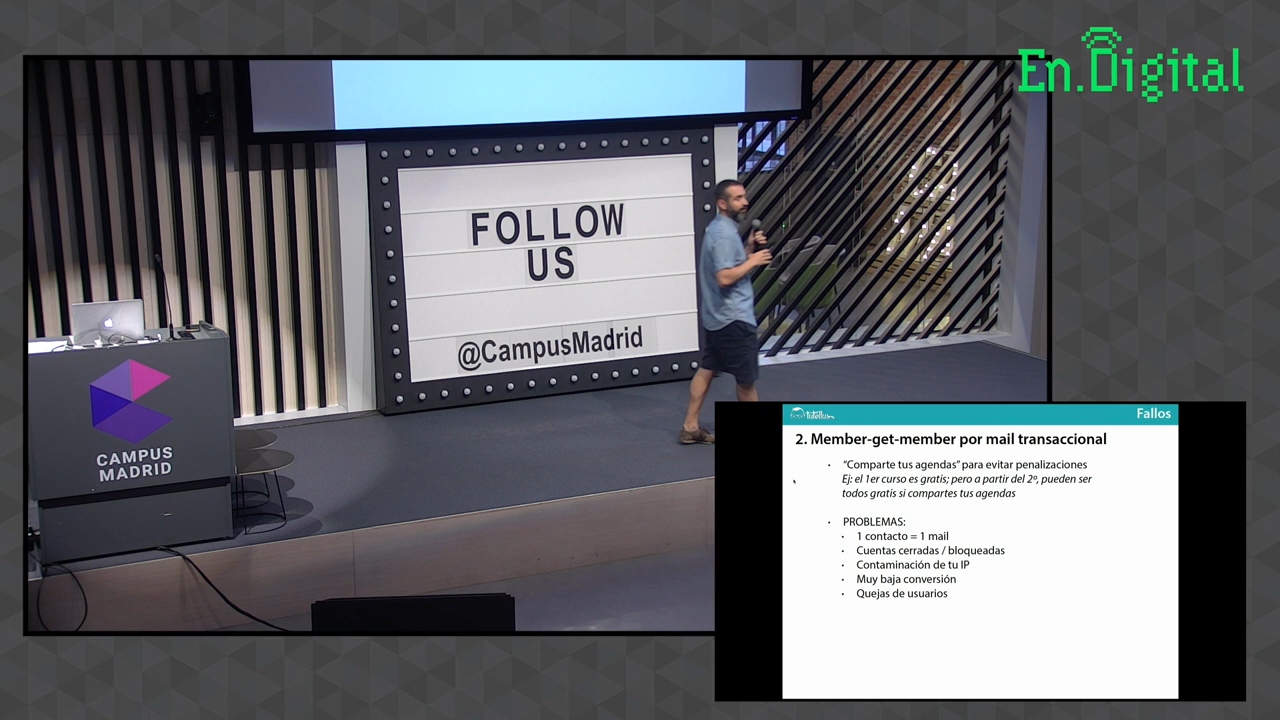 En.Digital
FOLLOW
US
@CampusMadrid
CAMPUS
MADRID
tutellus
Fallos
2. Member-get-member por mail transaccional
• “Comparte tus agendas” para evitar penalizaciones
Ej: el 1er curso es gratis; pero a partir del 2º, pueden ser
todos gratis si compartes tus agendas
• PROBLEMAS:
• 1 contacto = 1 mail
• Cuentas cerradas / bloqueadas
• Contaminación de tu IP
• Muy baja conversión
• Quejas de usuarios